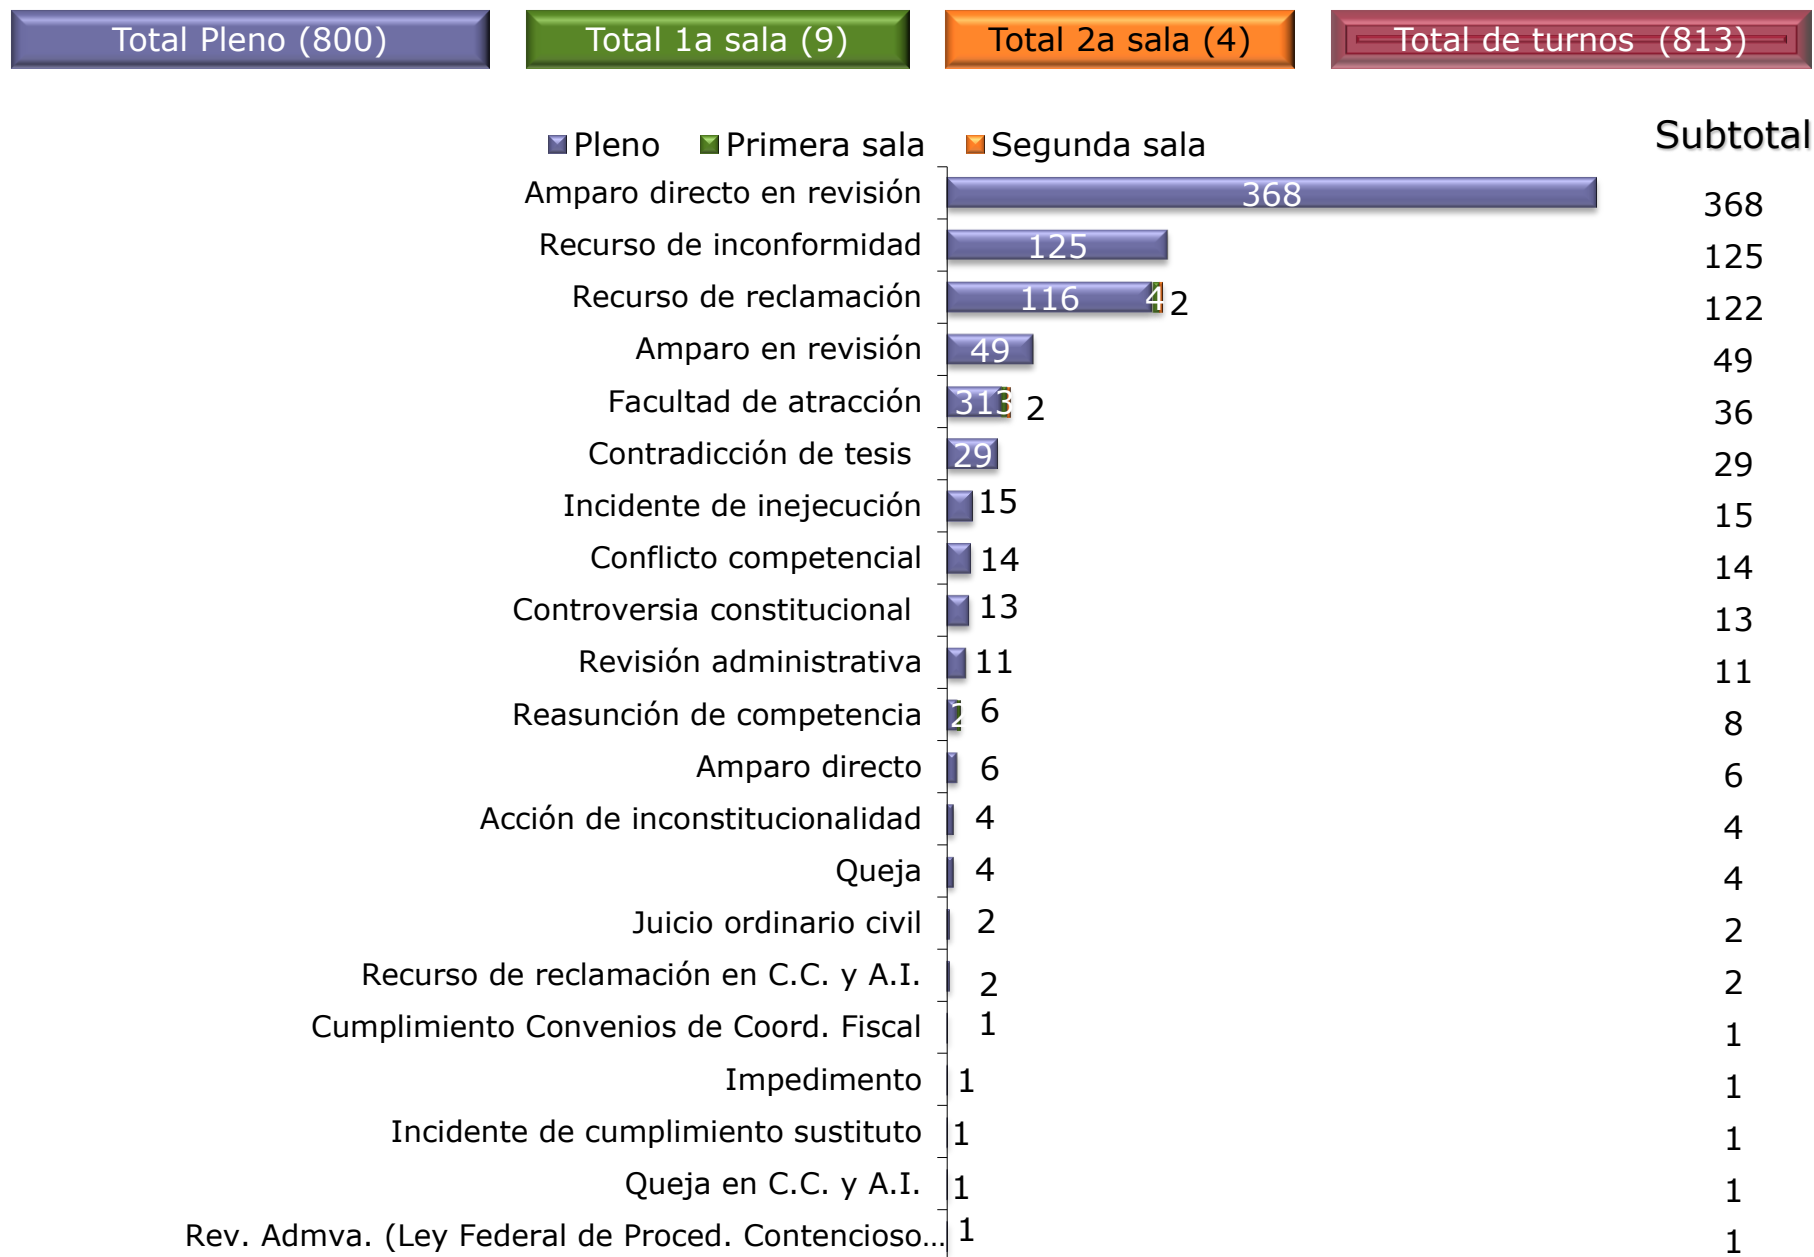 Total Pleno (800) Total 1a sala (9) Total 2a sala (4) Total de turnos (813)
Pleno Primera sala Segunda sala Subtotal
Amparo directo en revisión 368 368
Recurso de inconformidad 125 125
Recurso de reclamación 116 4 2 122
Amparo en revisión 49 49
Facultad de atracción 31 3 2 36
Contradicción de tesis 29 29
Incidente de inejecución 15 15
Conflicto competencial 14 14
Controversia constitucional 13 13
Revisión administrativa 11 11
Reasunción de competencia 2 6 8
Amparo directo 6 6
Acción de inconstitucionalidad 4 4
Queja 4 4
Juicio ordinario civil 2 2
Recurso de reclamación en C.C. y A.I. 2 2
Cumplimiento Convenios de Coord. Fiscal 1 1
Impedimento 1 1
Incidente de cumplimiento sustituto 1 1
Queja en C.C. y A.I. 1 1
Rev. Admva. (Ley Federal de Proced. Contencioso… 1 1